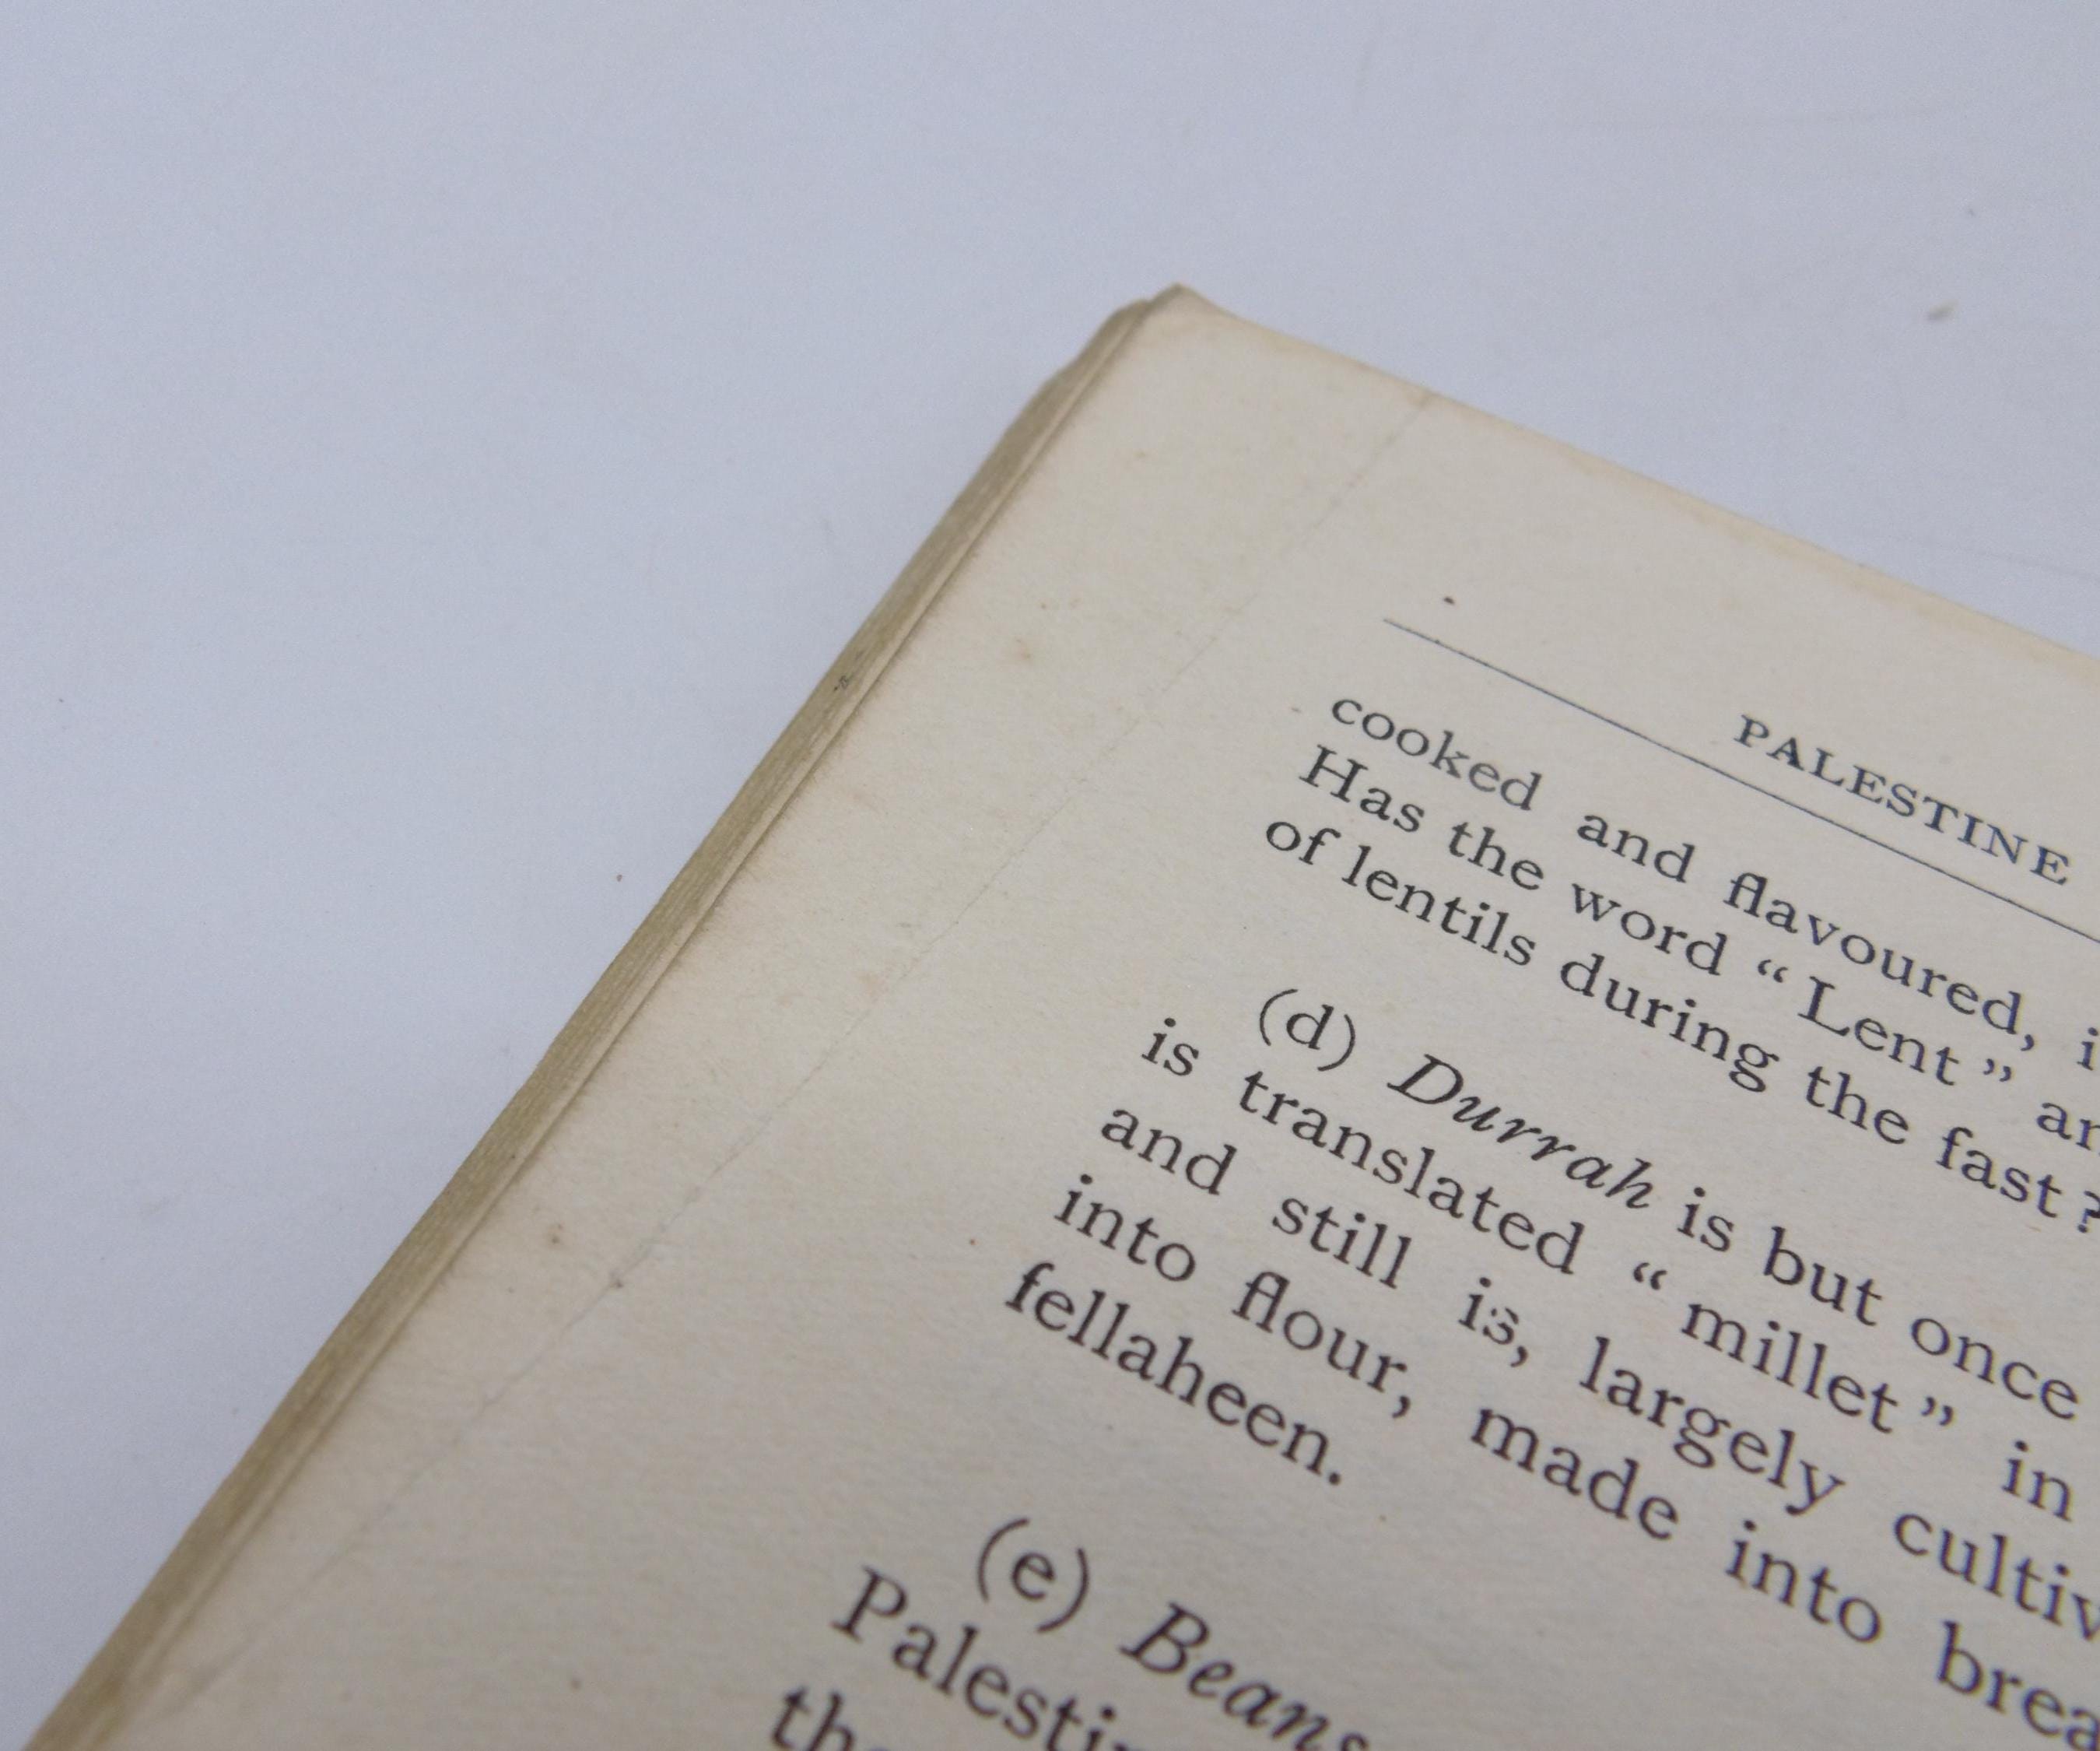 PALESTINE
cooked and flavoured,
Has the word “ Lent ”
of lentils during the fast ?
(d) Durrah is but once
is translated “ millet ” in
and still is, largely
into flour, made into
fellaheen.
(e) Beans